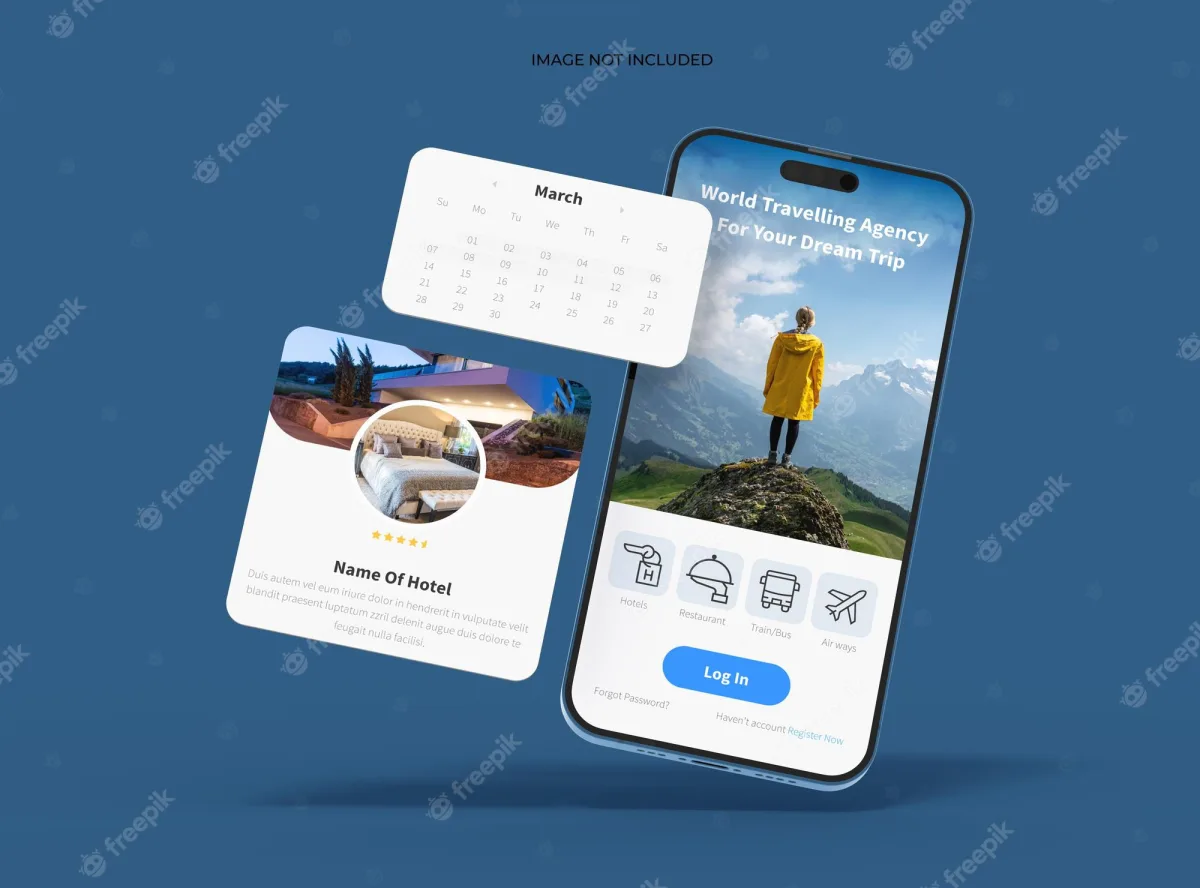 IMAGE NOT INCLUDED
March
Su Mo Tu We Th Fr Sa
01 02 03 04 05 06
07 08 09 10 11 12 13
14 15 16 17 18 19 20
21 22 23 24 25 26 27
28 29 30
World Travelling Agency
For Your Dream Trip
Name Of Hotel
Duis autem vel eum iriure dolor in hendrerit in vulputate velit
blandit praesent luptatum zzril delenit augue duis dolore te
feugait nulla facilisi.
H
Hotels
Restaurant
Train/Bus
Air ways
Log In
Forgot Password?
Haven't account Register Now
freepik
freepik
freepik
freepik
freepik
freepik
freepik
freepik
freepik
freepik
freepik
freepik